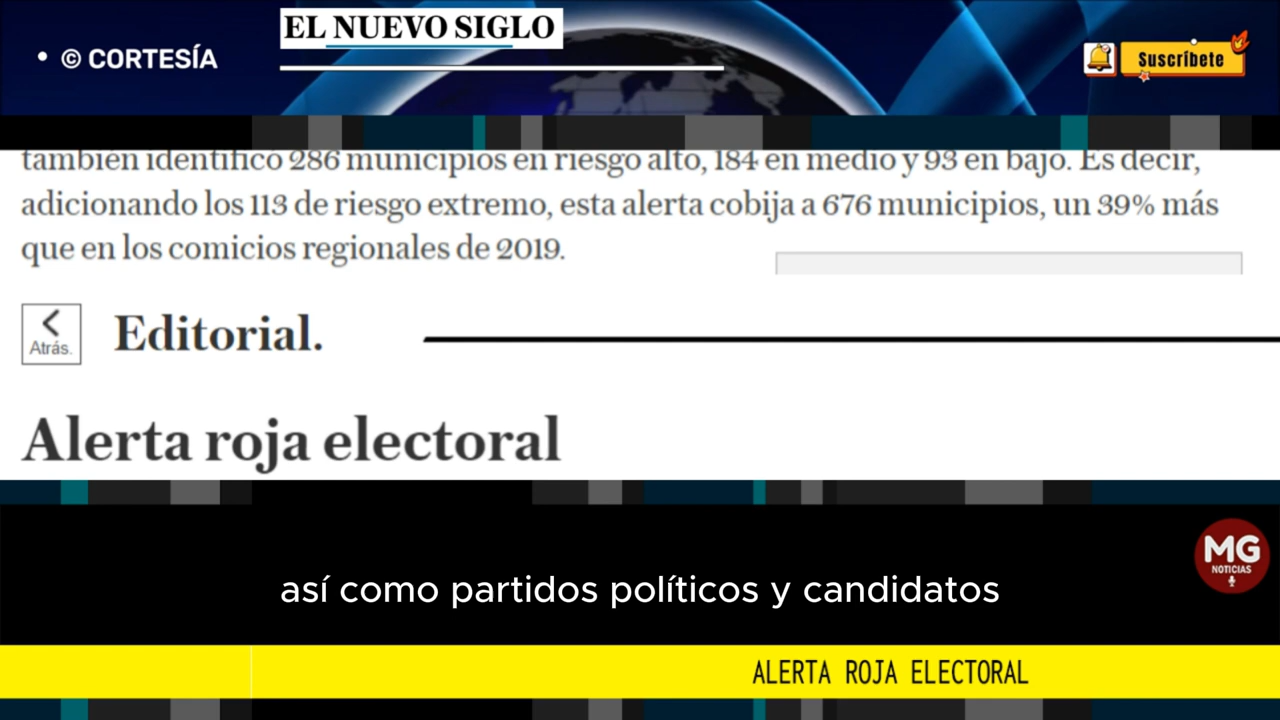 EL NUEVO SIGLO
• © CORTESÍA
Suscríbete
también identificó 286 municipios en riesgo alto, 184 en medio y 93 en bajo. Es decir,
adicionando los 113 de riesgo extremo, esta alerta cobija a 676 municipios, un 39% más
que en los comicios regionales de 2019.
Atrás.
Editorial.
Alerta roja electoral
MG
NOTICIAS
así como partidos políticos y candidatos
ALERTA ROJA ELECTORAL